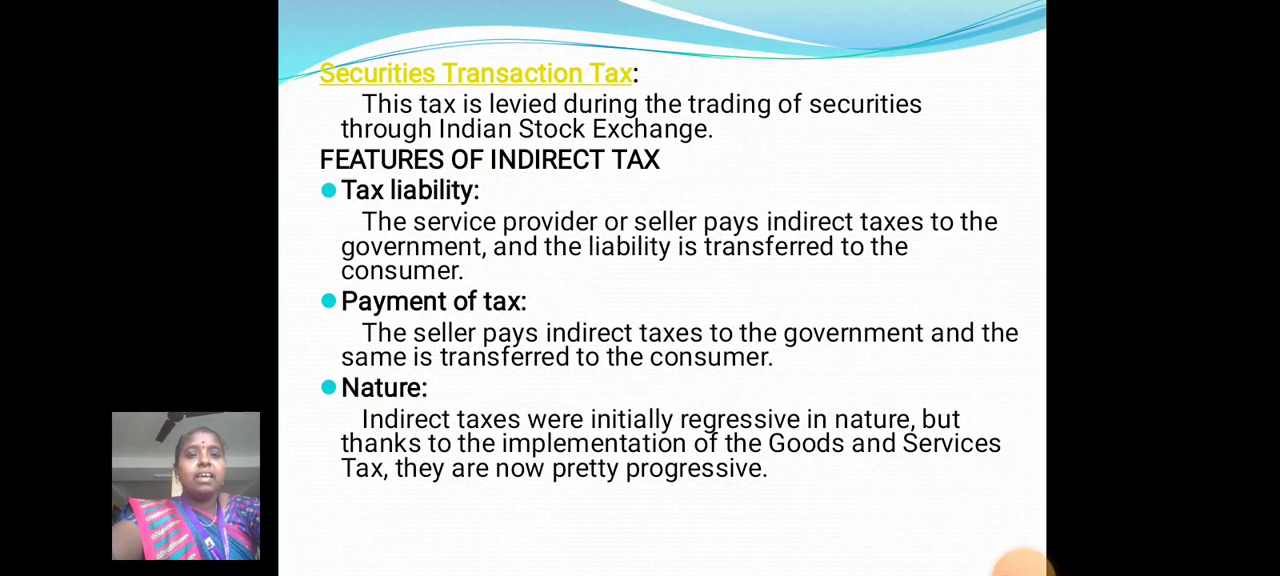 Securities Transaction Tax:
This tax is levied during the trading of securities
through Indian Stock Exchange.
FEATURES OF INDIRECT TAX
Tax liability:
The service provider or seller pays indirect taxes to the
government, and the liability is transferred to the
consumer.
Payment of tax:
The seller pays indirect taxes to the government and the
same is transferred to the consumer.
Nature:
Indirect taxes were initially regressive in nature, but
thanks to the implementation of the Goods and Services
Tax, they are now pretty progressive.